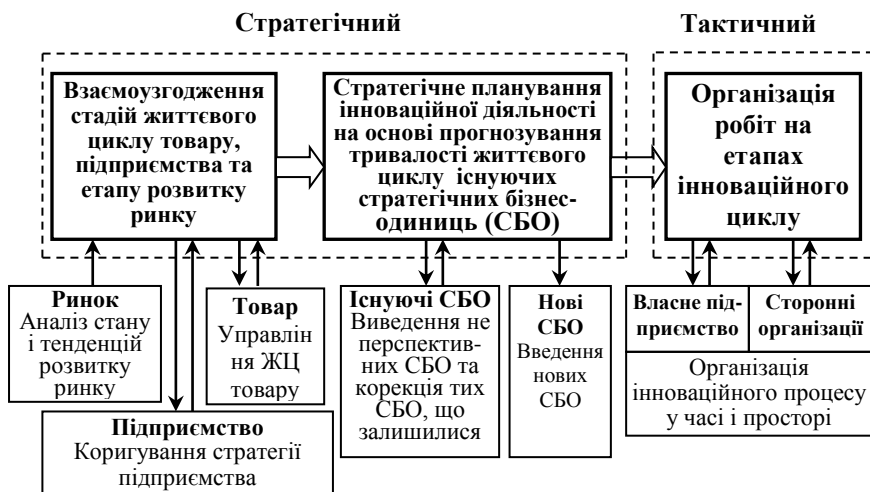 Стратегічний
Тактичний
Взаємоузгодження
стадій життєвого
циклу товару,
підприємства та
етапу розвитку
ринку
Стратегічне планування
інноваційної діяльності
на основі прогнозування
тривалості життєвого
циклу існуючих
стратегічних бізнес-
одиниць (СБО)
Організація
робіт на
етапах
інноваційного
циклу
Ринок
Аналіз стану
і тенденцій
розвитку
ринку
Товар
Управлін
ня ЖЦ
товару
Підприємство
Коригування стратегії
підприємства
Існуючі СБО
Виведення не
перспектив-
них СБО та
корекція тих
СБО, що
залишилися
Нові
СБО
Введення
нових
СБО
Власне під-
приємство
Сторонні
організації
Організація
інноваційного процесу
у часі і просторі